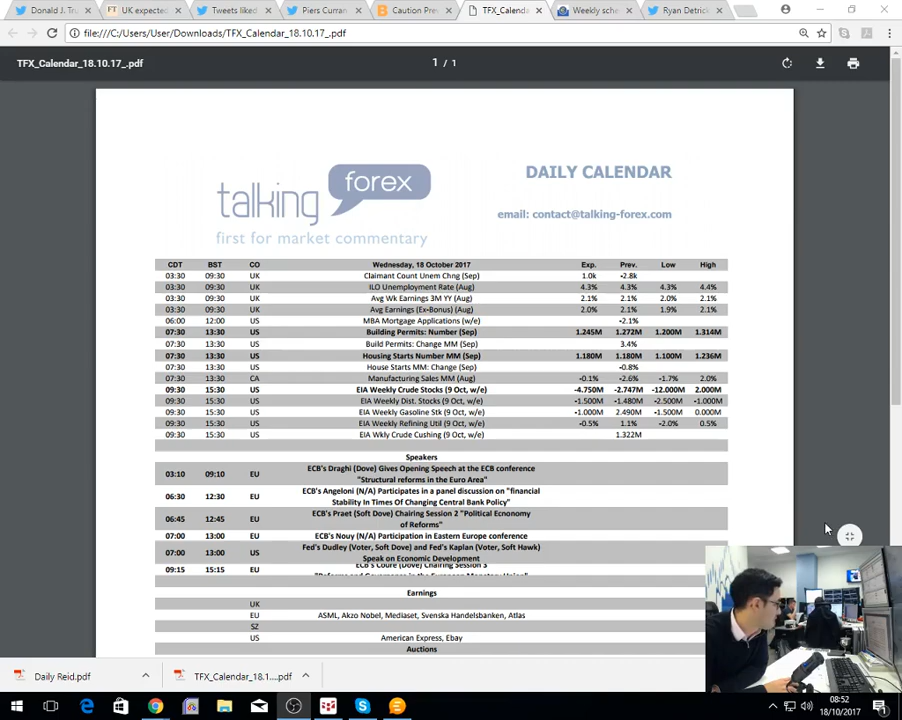 Donald J. Tru
UK expected
Tweets liked
Piers Curran
Caution Pre
TFX_Calenda
Weekly sche
Ryan Detrick
file:///C:/Users/User/Downloads/TFX_Calendar_18.10.17_.pdf
TFX_Calendar_18.10.17_.pdf
1 / 1
talking forex
first for market commentary
DAILY CALENDAR
email: contact@talking-forex.com
CDT BST CO Wednesday, 18 October 2017 Exp. Prev. Low High
03:30 09:30 UK Claimant Count Unem Chng (Sep) 1.0k -2.8k
03:30 09:30 UK ILO Unemployment Rate (Aug) 4.3% 4.3% 4.3% 4.4%
03:30 09:30 UK Avg Wk Earnings 3M YY (Aug) 2.1% 2.1% 2.0% 2.1%
03:30 09:30 UK Avg Earnings (Ex-Bonus) (Aug) 2.0% 2.1% 1.9% 2.1%
06:00 12:00 US MBA Mortgage Applications (w/e) -2.1%
07:30 13:30 US Building Permits: Number (Sep) 1.245M 1.272M 1.200M 1.314M
07:30 13:30 US Build Permits: Change MM (Sep) 3.4%
07:30 13:30 US Housing Starts Number MM (Sep) 1.180M 1.180M 1.100M 1.236M
07:30 13:30 US House Starts MM: Change (Sep) -0.8%
07:30 13:30 CA Manufacturing Sales MM (Aug) -0.1% -2.6% -1.7% 2.0%
09:30 15:30 US EIA Weekly Crude Stocks (9 Oct, w/e) -4.750M -2.747M -12.000M 2.000M
09:30 15:30 US EIA Weekly Dist. Stocks (9 Oct, w/e) -1.500M -1.480M -2.500M -1.000M
09:30 15:30 US EIA Weekly Gasoline Stk (9 Oct, w/e) -1.000M 2.490M -1.500M 0.000M
09:30 15:30 US EIA Weekly Refining Util (9 Oct, w/e) -0.5% 1.1% -2.0% 0.5%
09:30 15:30 US EIA Wkly Crude Cushing (9 Oct, w/e) 1.322M
Speakers
03:10 09:10 EU ECB's Draghi (Dove) Gives Opening Speech at the ECB conference
"Structural reforms in the Euro Area"
06:30 12:30 EU ECB's Angeloni (N/A) Participates in a panel discussion on "financial
Stability In Times Of Changing Central Bank Policy"
06:45 12:45 EU ECB's Praet (Soft Dove) Chairing Session 2 "Political Econonmy
of Reforms"
07:00 13:00 EU ECB's Nouy (N/A) Participation in Eastern Europe conference
07:00 13:00 US Fed's Dudley (Voter, Soft Dove) and Fed's Kaplan (Voter, Soft Hawk)
Speak on Economic Development
09:15 15:15 EU ECB's Coure (Dove) Chairing Session 3
"Reforms and Governance in the European Monetary Union"
Earnings
UK
EU ASML, Akzo Nobel, Mediaset, Svenska Handelsbanken, Atlas
SZ
US American Express, Ebay
Auctions
Daily Reid.pdf
TFX_Calendar_18.1....pdf
08:52
18/10/2017